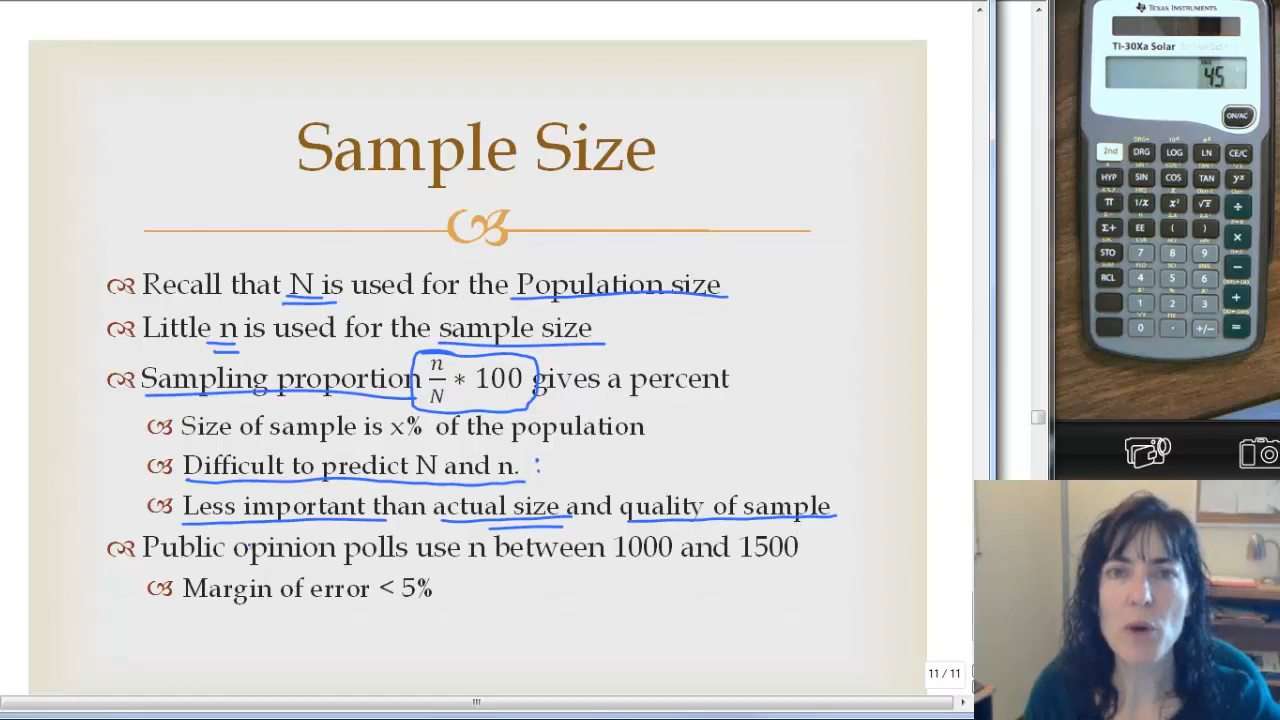 Sample Size
Recall that N is used for the Population size
Little n is used for the sample size
Sampling proportion n/N * 100 gives a percent
Size of sample is x% of the population
Difficult to predict N and n.
Less important than actual size and quality of sample
Public opinion polls use n between 1000 and 1500
Margin of error < 5%
11 / 11
TEXAS INSTRUMENTS
TI-30Xa Solar
45
ON/AC
2nd DRG LOG LN CE/C
HYP SIN COS TAN yˣ
π 1/x x² √x ÷
Σ+ EE ( ) ×
STO 7 8 9 −
RCL 4 5 6 +
1 2 3
0 . +/− =